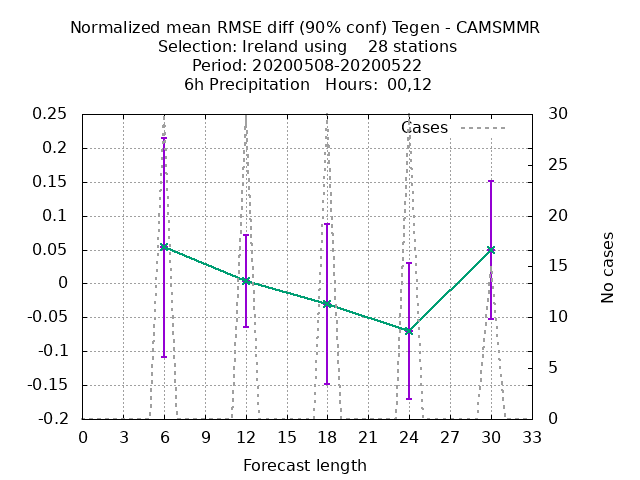 Normalized mean RMSE diff (90% conf) Tegen - CAMSMMR
Selection: Ireland using    28 stations
Period: 20200508-20200522
6h Precipitation   Hours:  00,12
Cases
0.25
0.2
0.15
0.1
0.05
0
-0.05
-0.1
-0.15
-0.2
30
25
20
15
10
5
0
No cases
0 3 6 9 12 15 18 21 24 27 30 33
Forecast length